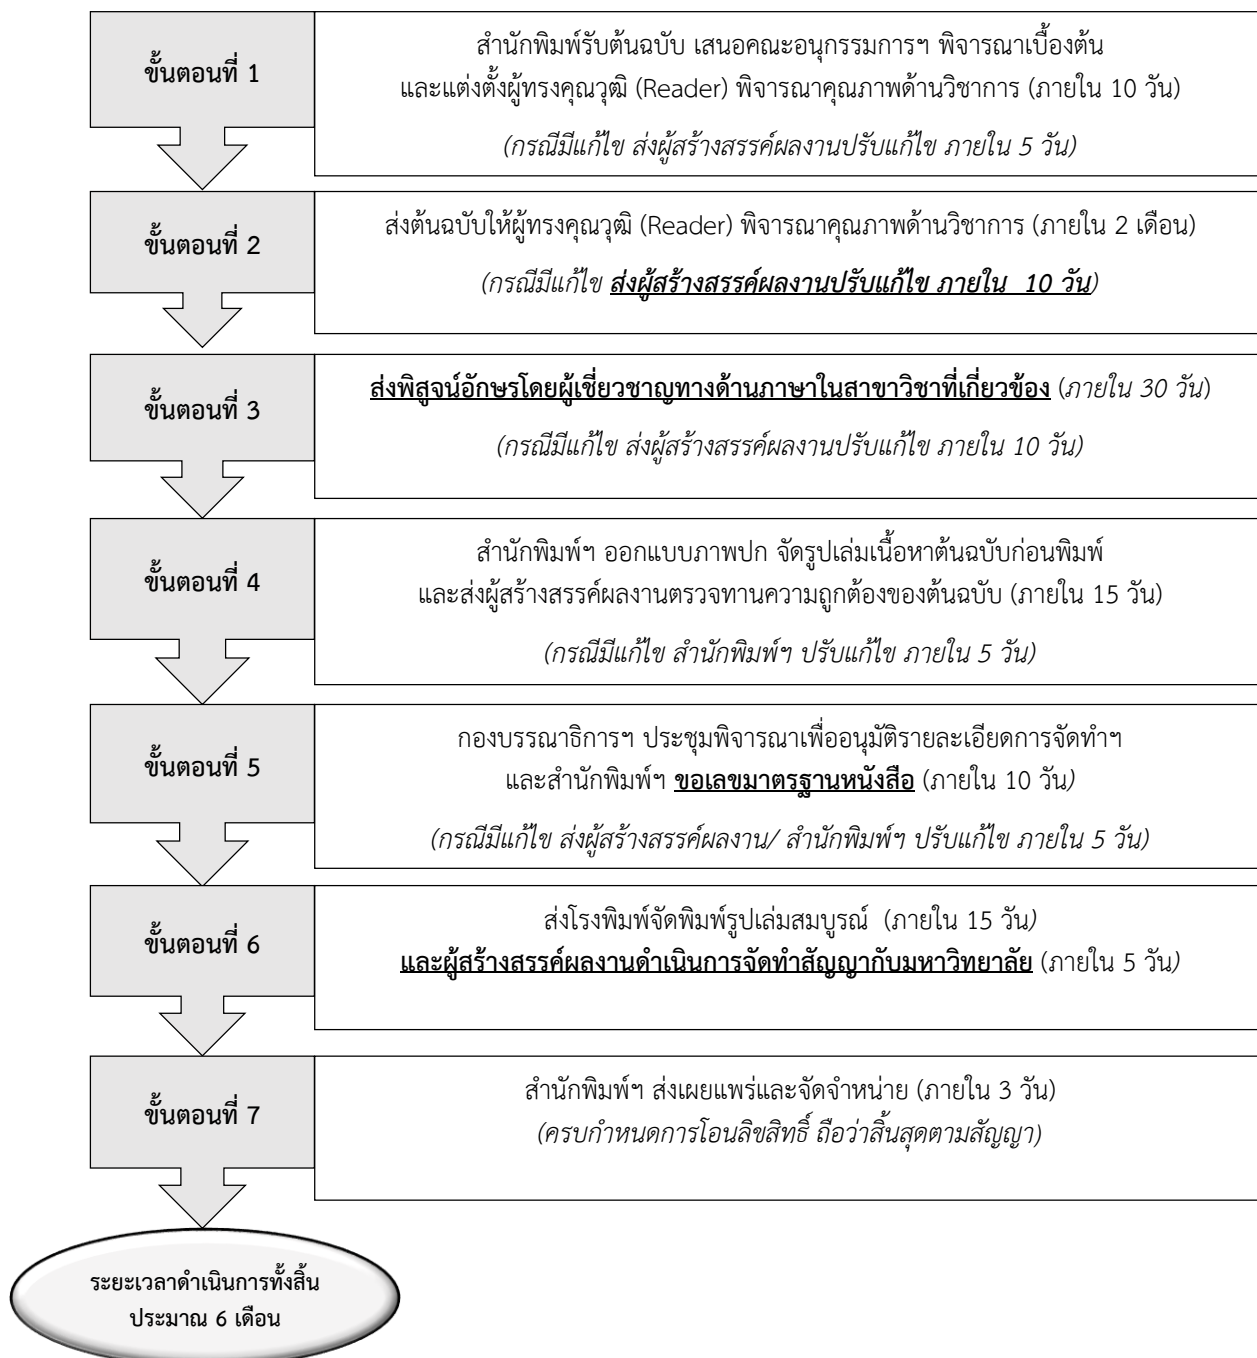 ขั้นตอนที่ 1
สำนักพิมพ์รับต้นฉบับ เสนอคณะอนุกรรมการฯ พิจารณาเบื้องต้น
และแต่งตั้งผู้ทรงคุณวุฒิ (Reader) พิจารณาคุณภาพด้านวิชาการ (ภายใน 10 วัน)
(กรณีมีแก้ไข ส่งผู้สร้างสรรค์ผลงานปรับแก้ไข ภายใน 5 วัน)
ขั้นตอนที่ 2
ส่งต้นฉบับให้ผู้ทรงคุณวุฒิ (Reader) พิจารณาคุณภาพด้านวิชาการ (ภายใน 2 เดือน)
(กรณีมีแก้ไข ส่งผู้สร้างสรรค์ผลงานปรับแก้ไข ภายใน 10 วัน)
ขั้นตอนที่ 3
ส่งพิสูจน์อักษรโดยผู้เชี่ยวชาญทางด้านภาษาในสาขาวิชาที่เกี่ยวข้อง (ภายใน 30 วัน)
(กรณีมีแก้ไข ส่งผู้สร้างสรรค์ผลงานปรับแก้ไข ภายใน 10 วัน)
ขั้นตอนที่ 4
สำนักพิมพ์ฯ ออกแบบภาพปก จัดรูปเล่มเนื้อหาต้นฉบับก่อนพิมพ์
และส่งผู้สร้างสรรค์ผลงานตรวจทานความถูกต้องของต้นฉบับ (ภายใน 15 วัน)
(กรณีมีแก้ไข สำนักพิมพ์ฯ ปรับแก้ไข ภายใน 5 วัน)
ขั้นตอนที่ 5
กองบรรณาธิการฯ ประชุมพิจารณาเพื่ออนุมัติรายละเอียดการจัดทำฯ
และสำนักพิมพ์ฯ ขอเลขมาตรฐานหนังสือ (ภายใน 10 วัน)
(กรณีมีแก้ไข ส่งผู้สร้างสรรค์ผลงาน/ สำนักพิมพ์ฯ ปรับแก้ไข ภายใน 5 วัน)
ขั้นตอนที่ 6
ส่งโรงพิมพ์จัดพิมพ์รูปเล่มสมบูรณ์ (ภายใน 15 วัน)
และผู้สร้างสรรค์ผลงานดำเนินการจัดทำสัญญากับมหาวิทยาลัย (ภายใน 5 วัน)
ขั้นตอนที่ 7
สำนักพิมพ์ฯ ส่งเผยแพร่และจัดจำหน่าย (ภายใน 3 วัน)
(ครบกำหนดการโอนลิขสิทธิ์ ถือว่าสิ้นสุดตามสัญญา)
ระยะเวลาดำเนินการทั้งสิ้น
ประมาณ 6 เดือน